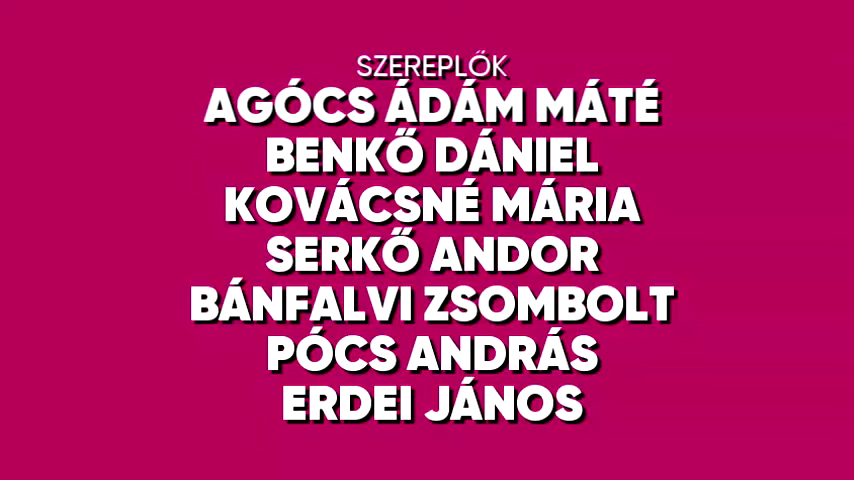 SZEREPLŐK
AGÓCS ÁDÁM MÁTÉ
BENKŐ DÁNIEL
KOVÁCSNÉ MÁRIA
SERKŐ ANDOR
BÁNFALVI ZSOMBOLT
PÓCS ANDRÁS
ERDEI JÁNOS